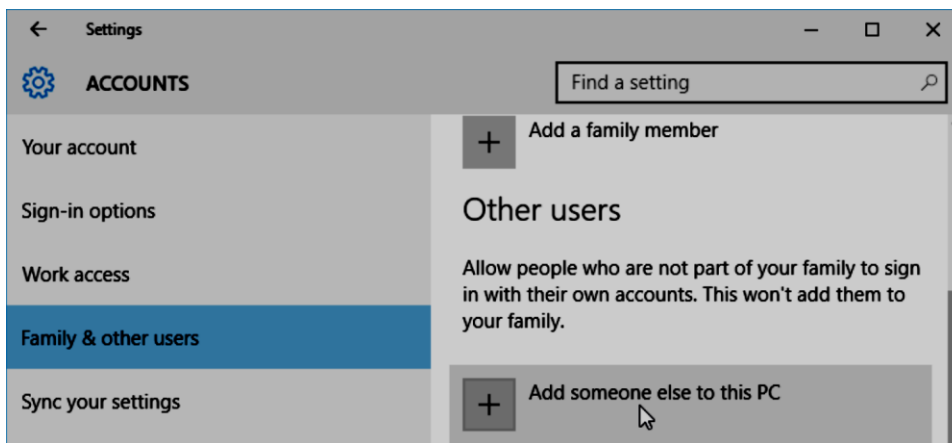 Settings
ACCOUNTS
Find a setting
Your account
Sign-in options
Work access
Family & other users
Sync your settings
Add a family member
Other users
Allow people who are not part of your family to sign
in with their own accounts. This won't add them to
your family.
Add someone else to this PC